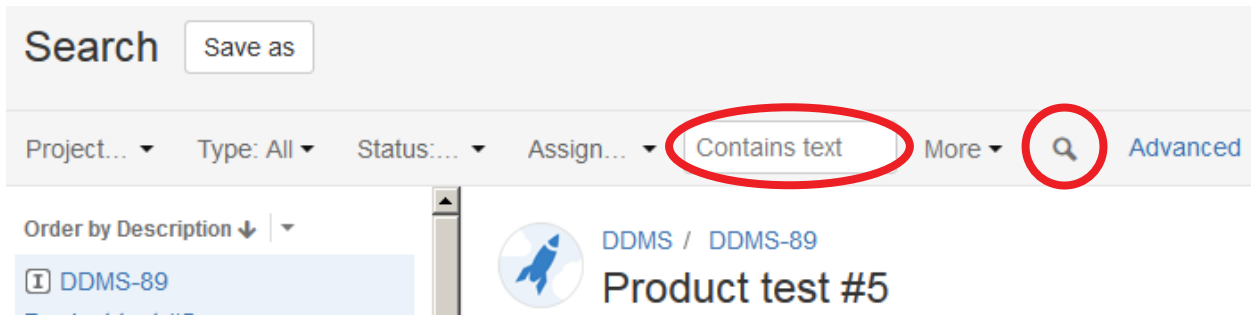 Search Save as
Project... Type: All Status:... Assign... Contains text More Advanced
Order by Description
DDMS-89
DDMS / DDMS-89
Product test #5